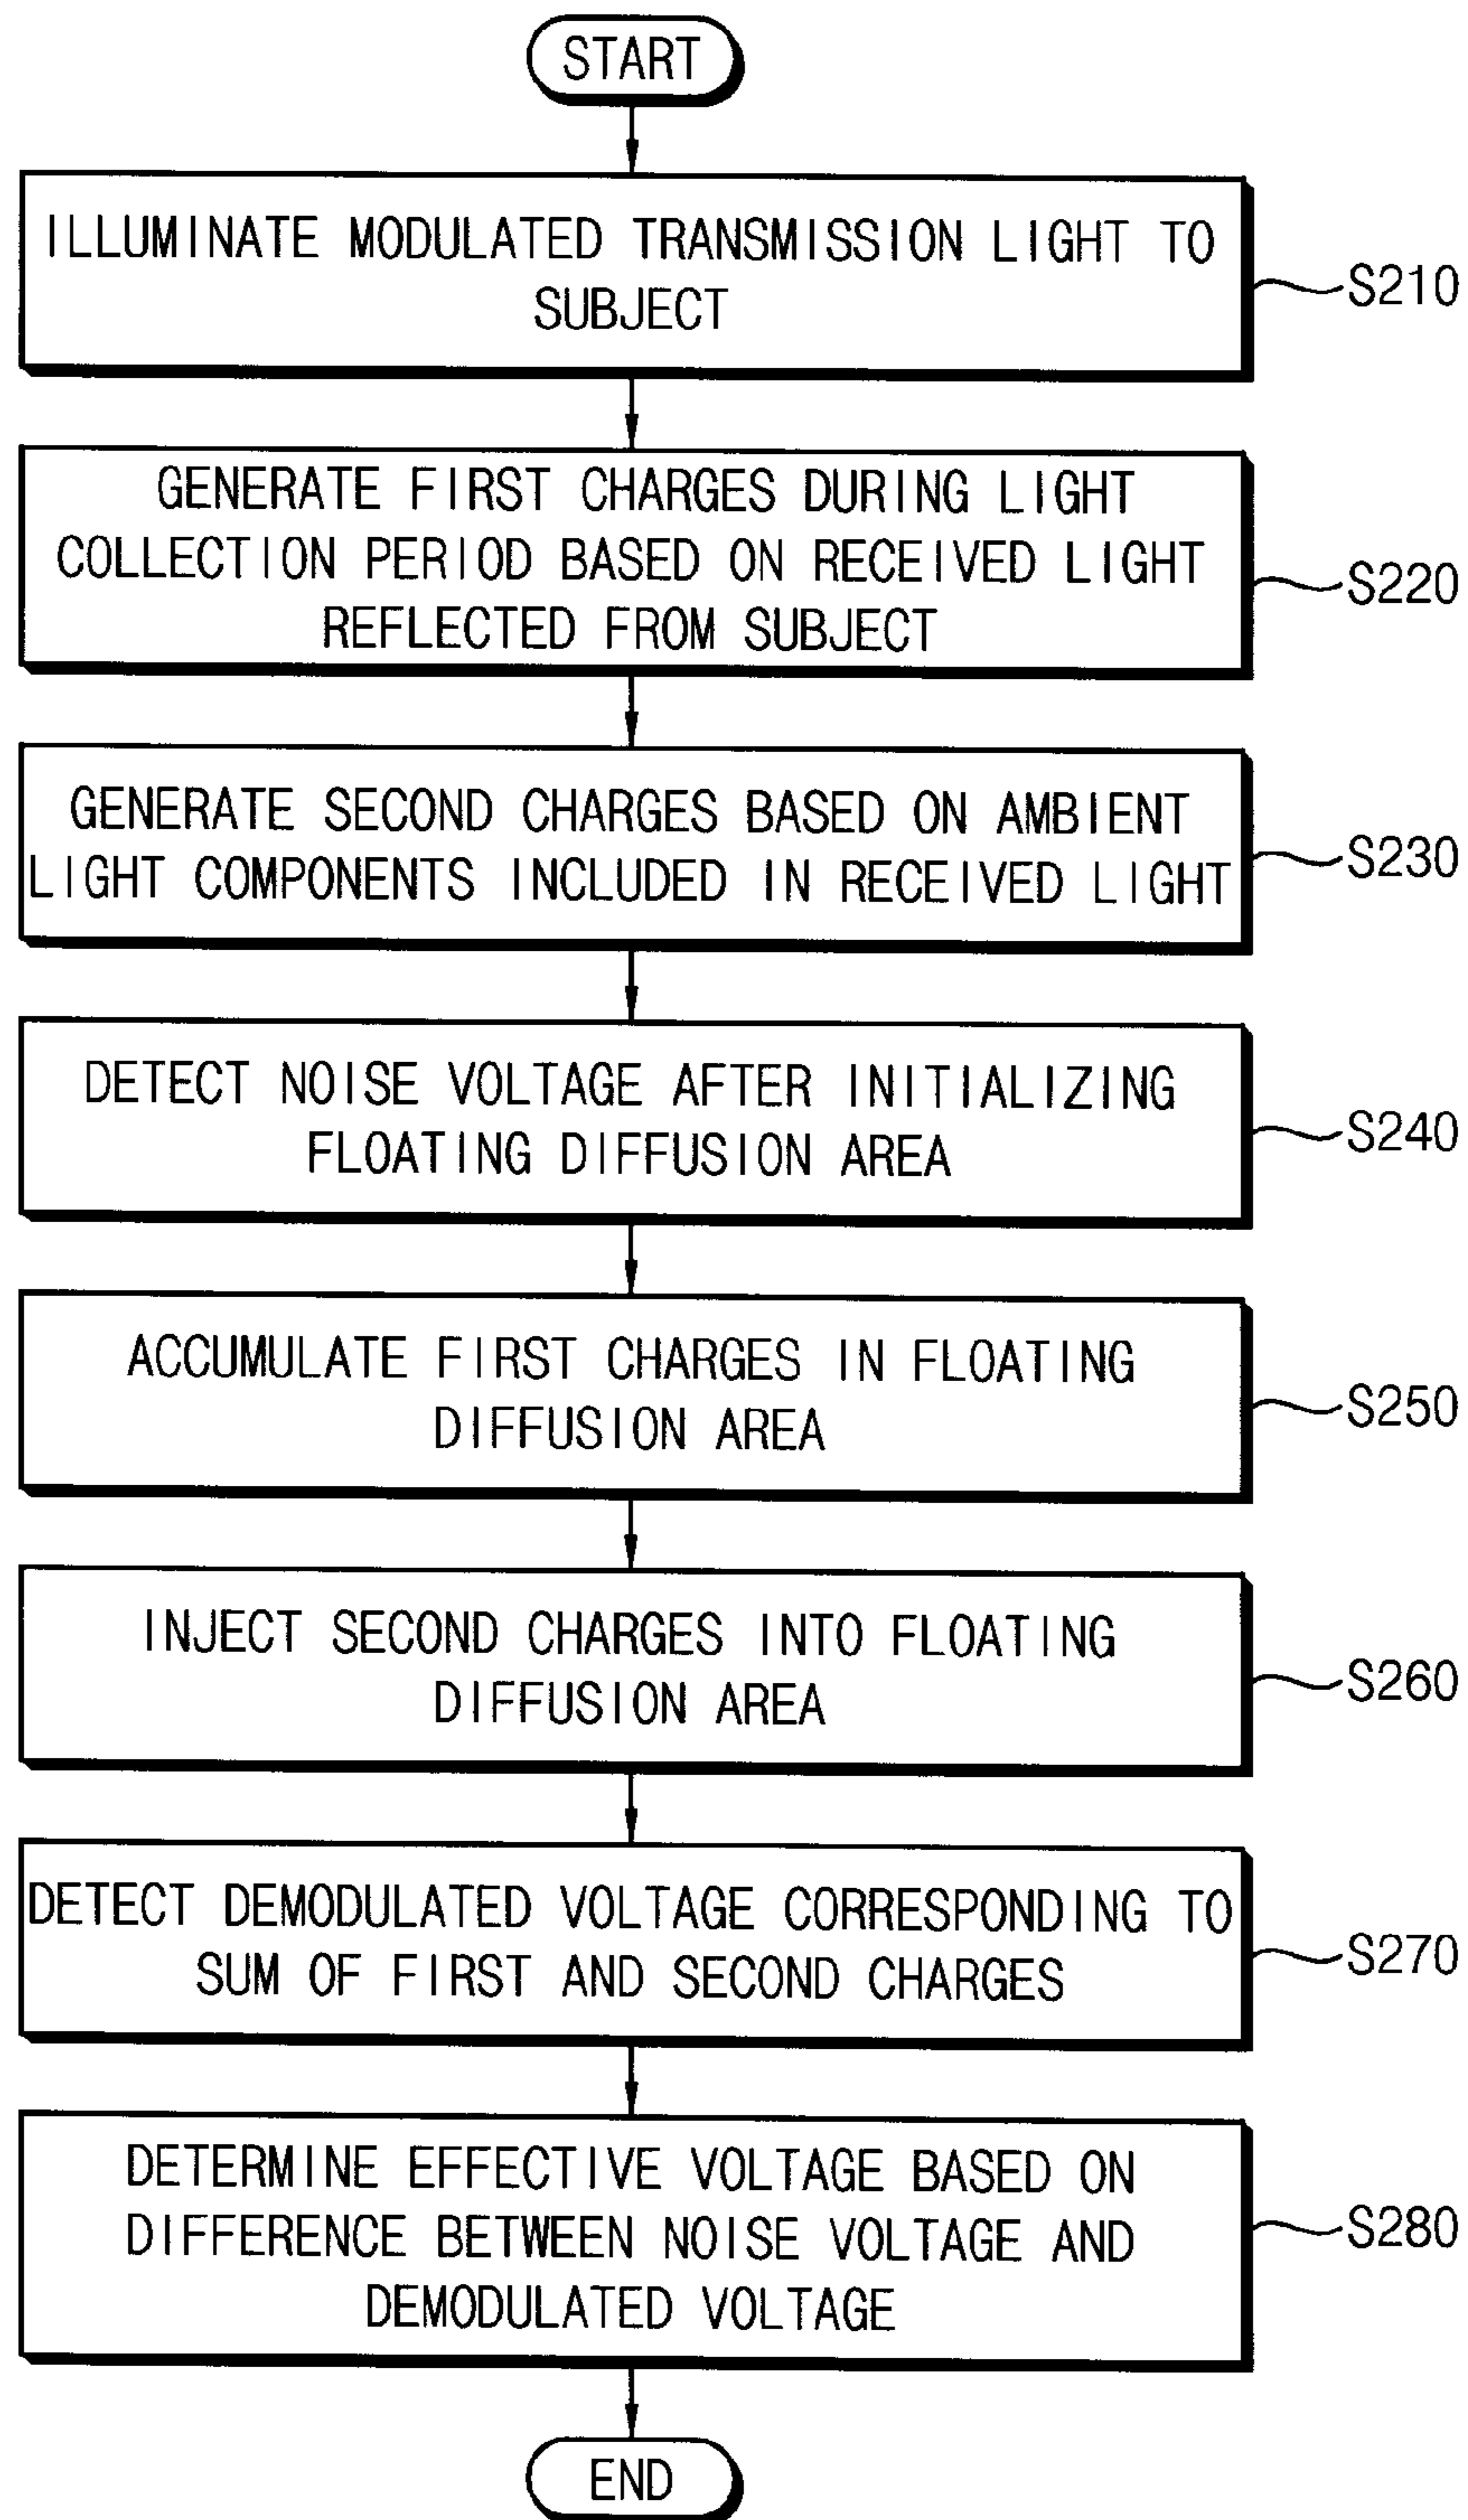 START
ILLUMINATE MODULATED TRANSMISSION LIGHT TO
SUBJECT
S210
GENERATE FIRST CHARGES DURING LIGHT
COLLECTION PERIOD BASED ON RECEIVED LIGHT
REFLECTED FROM SUBJECT
S220
GENERATE SECOND CHARGES BASED ON AMBIENT
LIGHT COMPONENTS INCLUDED IN RECEIVED LIGHT
S230
DETECT NOISE VOLTAGE AFTER INITIALIZING
FLOATING DIFFUSION AREA
S240
ACCUMULATE FIRST CHARGES IN FLOATING
DIFFUSION AREA
S250
INJECT SECOND CHARGES INTO FLOATING
DIFFUSION AREA
S260
DETECT DEMODULATED VOLTAGE CORRESPONDING TO
SUM OF FIRST AND SECOND CHARGES
S270
DETERMINE EFFECTIVE VOLTAGE BASED ON
DIFFERENCE BETWEEN NOISE VOLTAGE AND
DEMODULATED VOLTAGE
S280
END